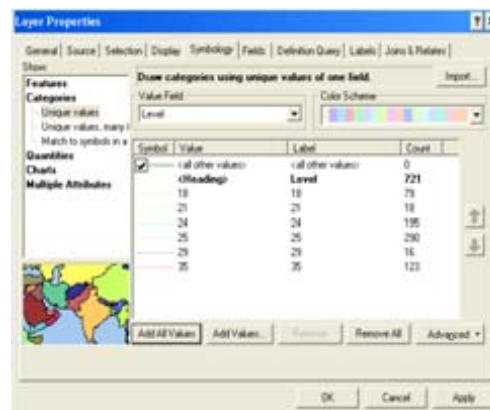 Layer Properties
General Source Selection Display Symbology Fields Definition Query Labels Joins & Relates
Show:
Features
Categories
Unique values
Unique values, many
Match to symbols in a
Quantities
Charts
Multiple Attributes
Draw categories using unique values of one field.
Import...
Value Field
Color Scheme
Level
Symbol Value Label Count
<all other values> <all other values> 0
<Heading> Level 721
18 18 79
21 21 18
24 24 195
25 25 290
29 29 16
35 35 123
Add All Values Add Values... Remove Remove All Advanced
OK Cancel Apply